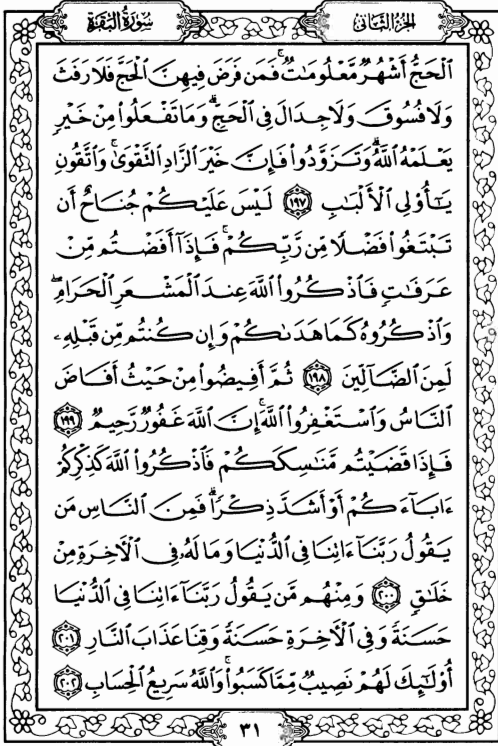 الجزء الثاني
سورة البقرة
ٱلْحَجُّ أَشْهُرٌ مَّعْلُومَٰتٌ ۚ فَمَن فَرَضَ فِيهِنَّ ٱلْحَجَّ فَلَا رَفَثَ
وَلَا فُسُوقَ وَلَا جِدَالَ فِى ٱلْحَجِّ ۗ وَمَا تَفْعَلُوا۟ مِنْ خَيْرٍ
يَعْلَمْهُ ٱللَّهُ ۗ وَتَزَوَّدُوا۟ فَإِنَّ خَيْرَ ٱلزَّادِ ٱلتَّقْوَىٰ ۚ وَٱتَّقُونِ
يَٰٓأُو۟لِى ٱلْأَلْبَٰبِ ١٩٧ لَيْسَ عَلَيْكُمْ جُنَاحٌ أَن
تَبْتَغُوا۟ فَضْلًا مِّن رَّبِّكُمْ ۚ فَإِذَآ أَفَضْتُم مِّنْ
عَرَفَٰتٍ فَٱذْكُرُوا۟ ٱللَّهَ عِندَ ٱلْمَشْعَرِ ٱلْحَرَامِ ۖ
وَٱذْكُرُوهُ كَمَا هَدَىٰكُمْ وَإِن كُنتُم مِّن قَبْلِهِۦ
لَمِنَ ٱلضَّآلِّينَ ١٩٨ ثُمَّ أَفِيضُوا۟ مِنْ حَيْثُ أَفَاضَ
ٱلنَّاسُ وَٱسْتَغْفِرُوا۟ ٱللَّهَ ۚ إِنَّ ٱللَّهَ غَفُورٌ رَّحِيمٌ ١٩٩
فَإِذَا قَضَيْتُم مَّنَٰسِكَكُمْ فَٱذْكُرُوا۟ ٱللَّهَ كَذِكْرِكُمْ
ءَابَآءَكُمْ أَوْ أَشَدَّ ذِكْرًا ۗ فَمِنَ ٱلنَّاسِ مَن
يَقُولُ رَبَّنَآ ءَاتِنَا فِى ٱلدُّنْيَا وَمَا لَهُۥ فِى ٱلْأٓخِرَةِ مِنْ
خَلَٰقٍ ٢٠٠ وَمِنْهُم مَّن يَقُولُ رَبَّنَآ ءَاتِنَا فِى ٱلدُّنْيَا
حَسَنَةً وَفِى ٱلْأٓخِرَةِ حَسَنَةً وَقِنَا عَذَابَ ٱلنَّارِ ٢٠١
أُو۟لَٰٓئِكَ لَهُمْ نَصِيبٌ مِّمَّا كَسَبُوا۟ ۚ وَٱللَّهُ سَرِيعُ ٱلْحِسَابِ ٢٠٢
٣١